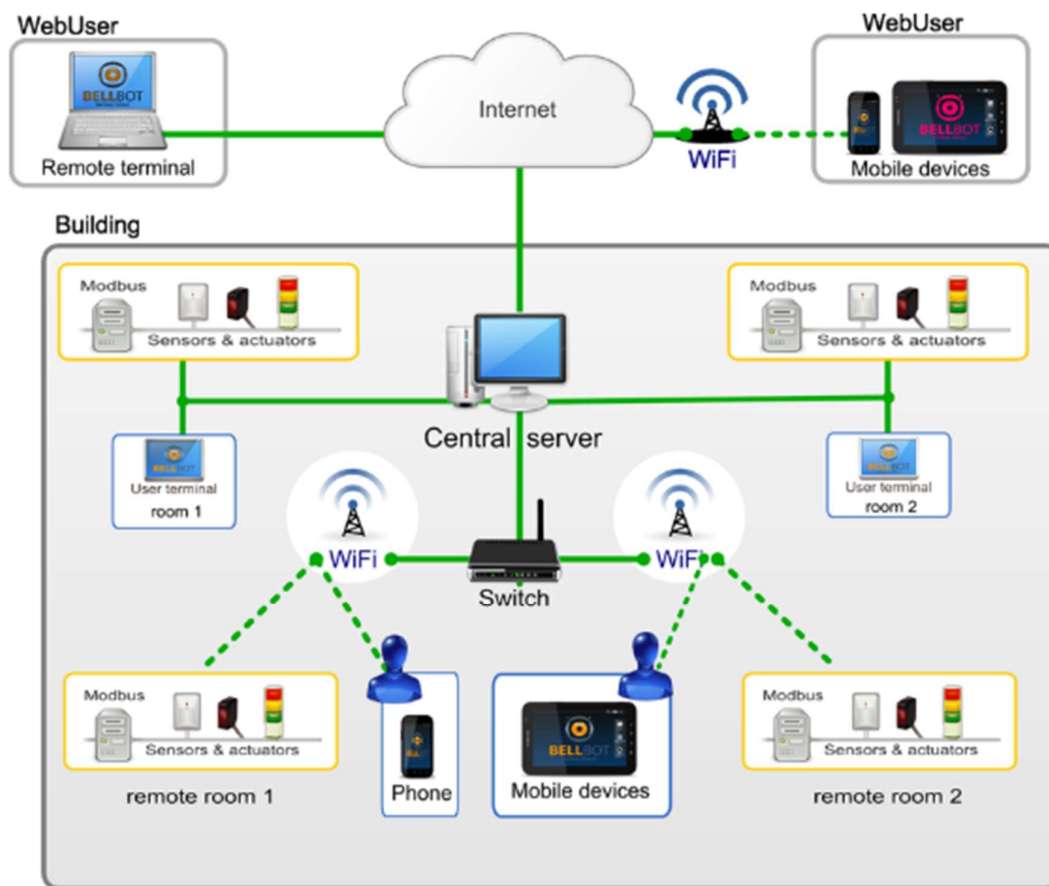 WebUser
WebUser
BELLBOT
Internet
BELLBOT
WiFi
Remote terminal
Mobile devices
Building
Modbus
Sensors & actuators
Modbus
Sensors & actuators
Central server
BELLBOT
User terminal
room 1
BELLBOT
User terminal
room 2
WiFi
WiFi
Switch
Modbus
Sensors & actuators
remote room 1
BELLBOT
Phone
BELLBOT
Mobile devices
Modbus
Sensors & actuators
remote room 2